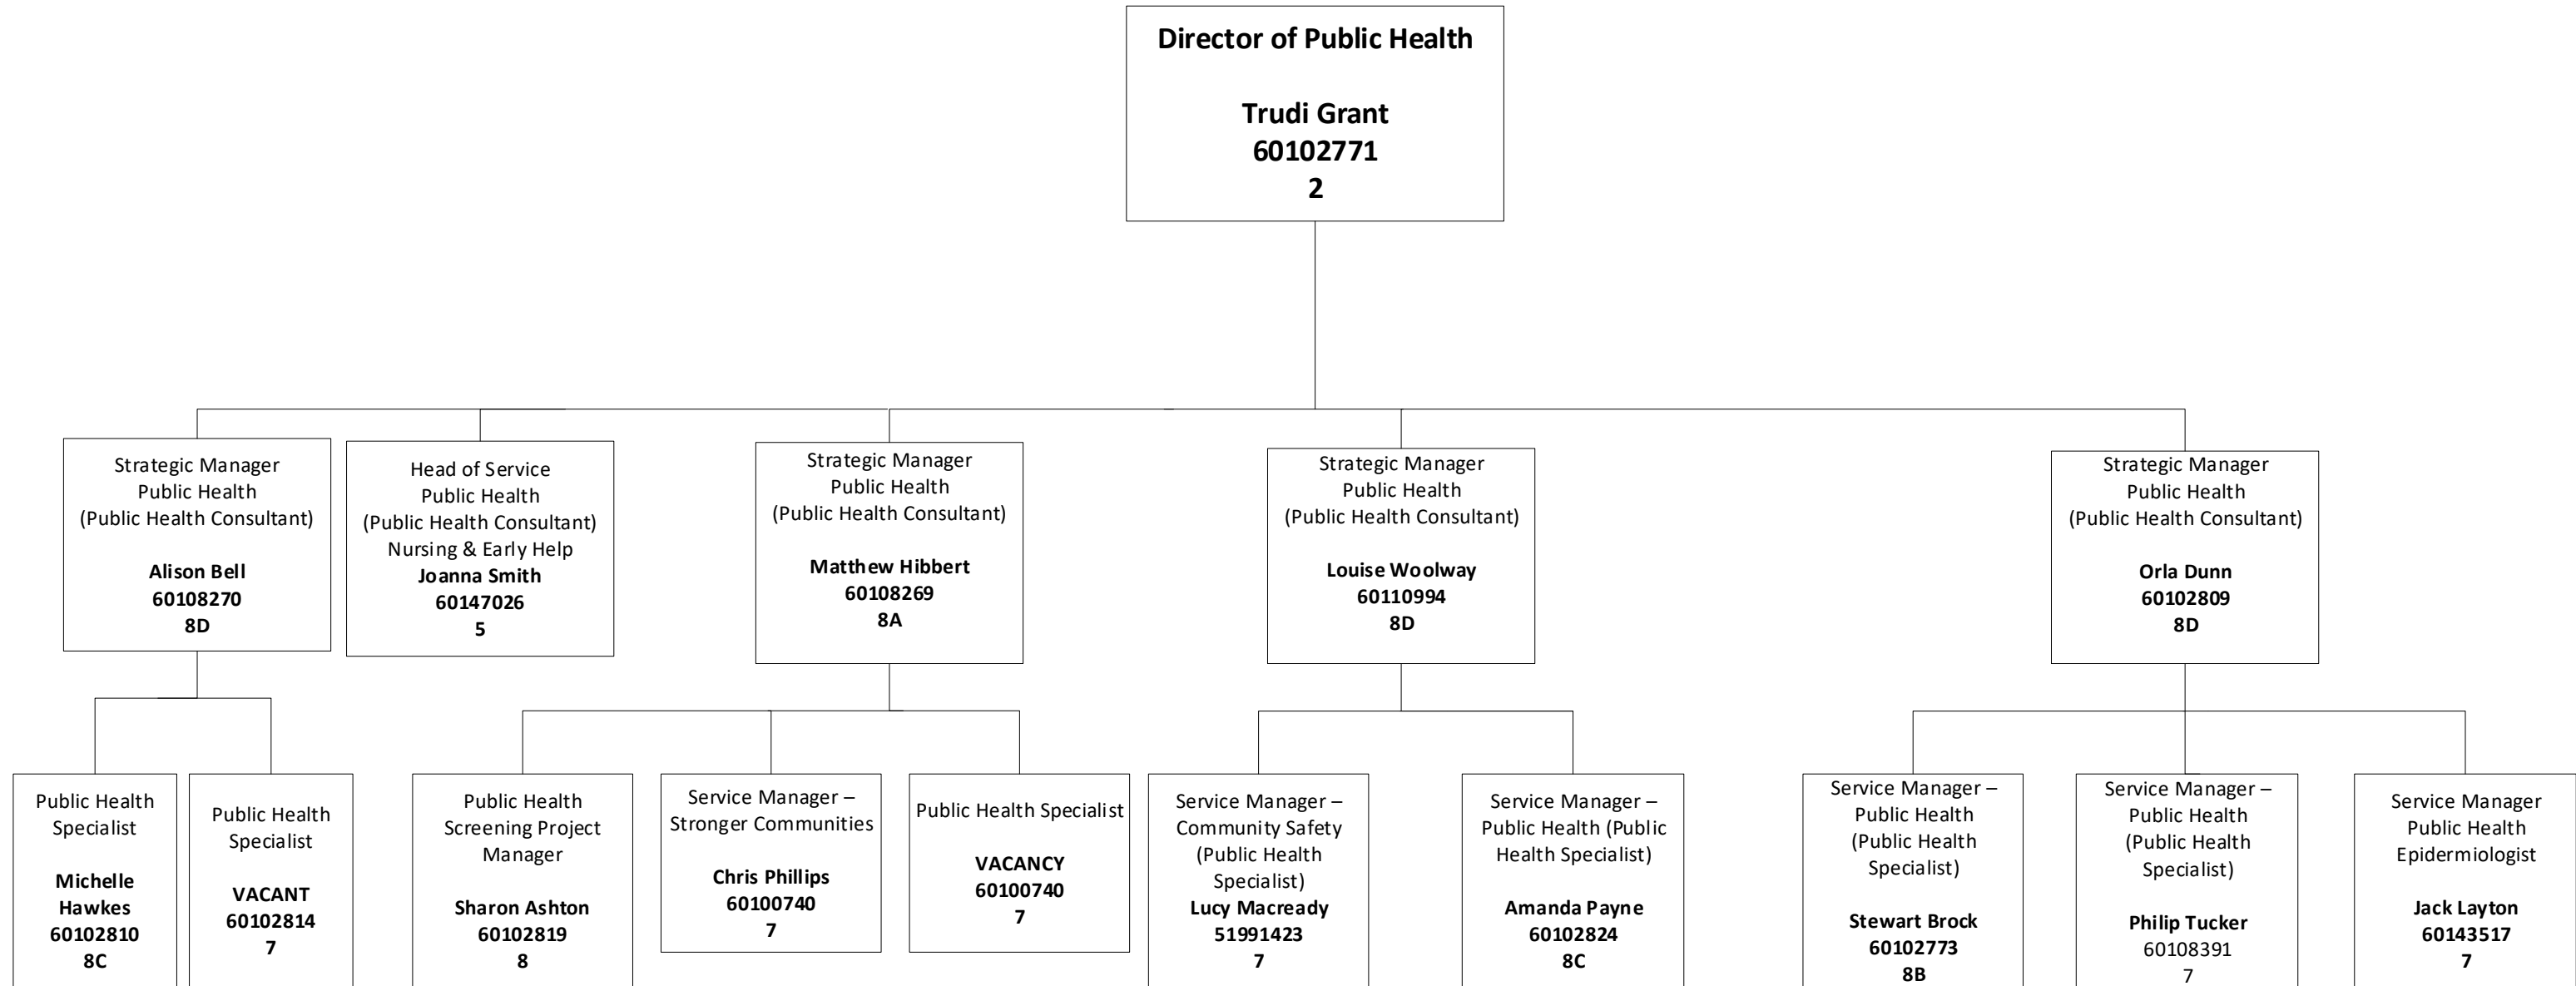 Director of Public Health
Trudi Grant
60102771
2
Strategic Manager
Public Health
(Public Health Consultant)
Alison Bell
60108270
8D
Head of Service
Public Health
(Public Health Consultant)
Nursing & Early Help
Joanna Smith
60147026
5
Strategic Manager
Public Health
(Public Health Consultant)
Matthew Hibbert
60108269
8A
Strategic Manager
Public Health
(Public Health Consultant)
Louise Woolway
60110994
8D
Strategic Manager
Public Health
(Public Health Consultant)
Orla Dunn
60102809
8D
Public Health
Specialist
Michelle
Hawkes
60102810
8C
Public Health
Specialist
VACANT
60102814
7
Public Health
Screening Project
Manager
Sharon Ashton
60102819
8
Service Manager –
Stronger Communities
Chris Phillips
60100740
7
Public Health Specialist
VACANCY
60100740
7
Service Manager –
Community Safety
(Public Health
Specialist)
Lucy Macready
51991423
7
Service Manager –
Public Health (Public
Health Specialist)
Amanda Payne
60102824
8C
Service Manager –
Public Health
(Public Health
Specialist)
Stewart Brock
60102773
8B
Service Manager –
Public Health
(Public Health
Specialist)
Philip Tucker
60108391
7
Service Manager
Public Health
Epidermiologist
Jack Layton
60143517
7